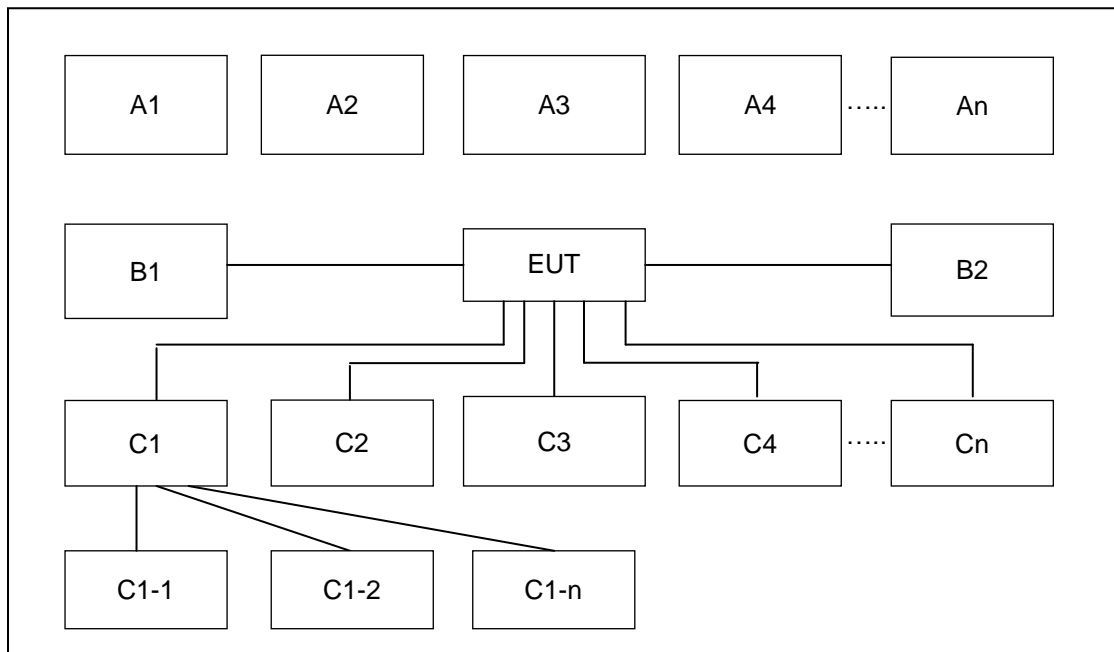 A1 A2 A3 A4 ..... An
B1 EUT B2
C1 C2 C3 C4 ..... Cn
C1-1 C1-2 C1-n